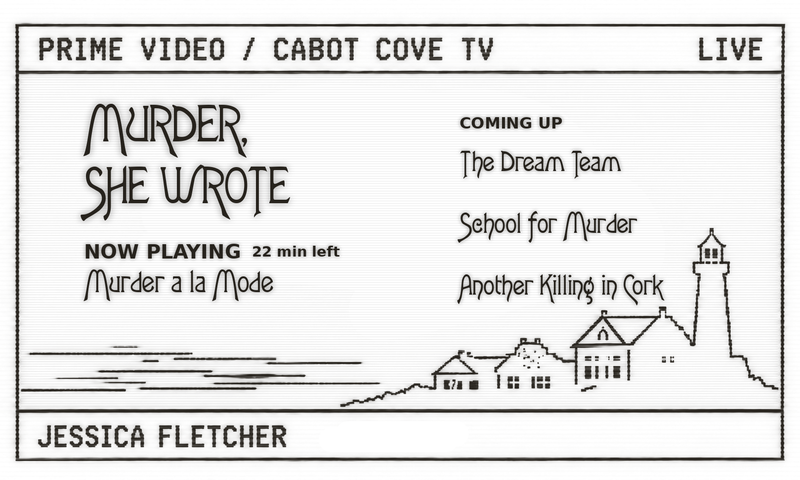 PRIME VIDEO / CABOT COVE TV
LIVE
MURDER,
SHE WROTE
NOW PLAYING 22 min left
Murder a la Mode
COMING UP
The Dream Team
School for Murder
Another Killing in Cork
JESSICA FLETCHER